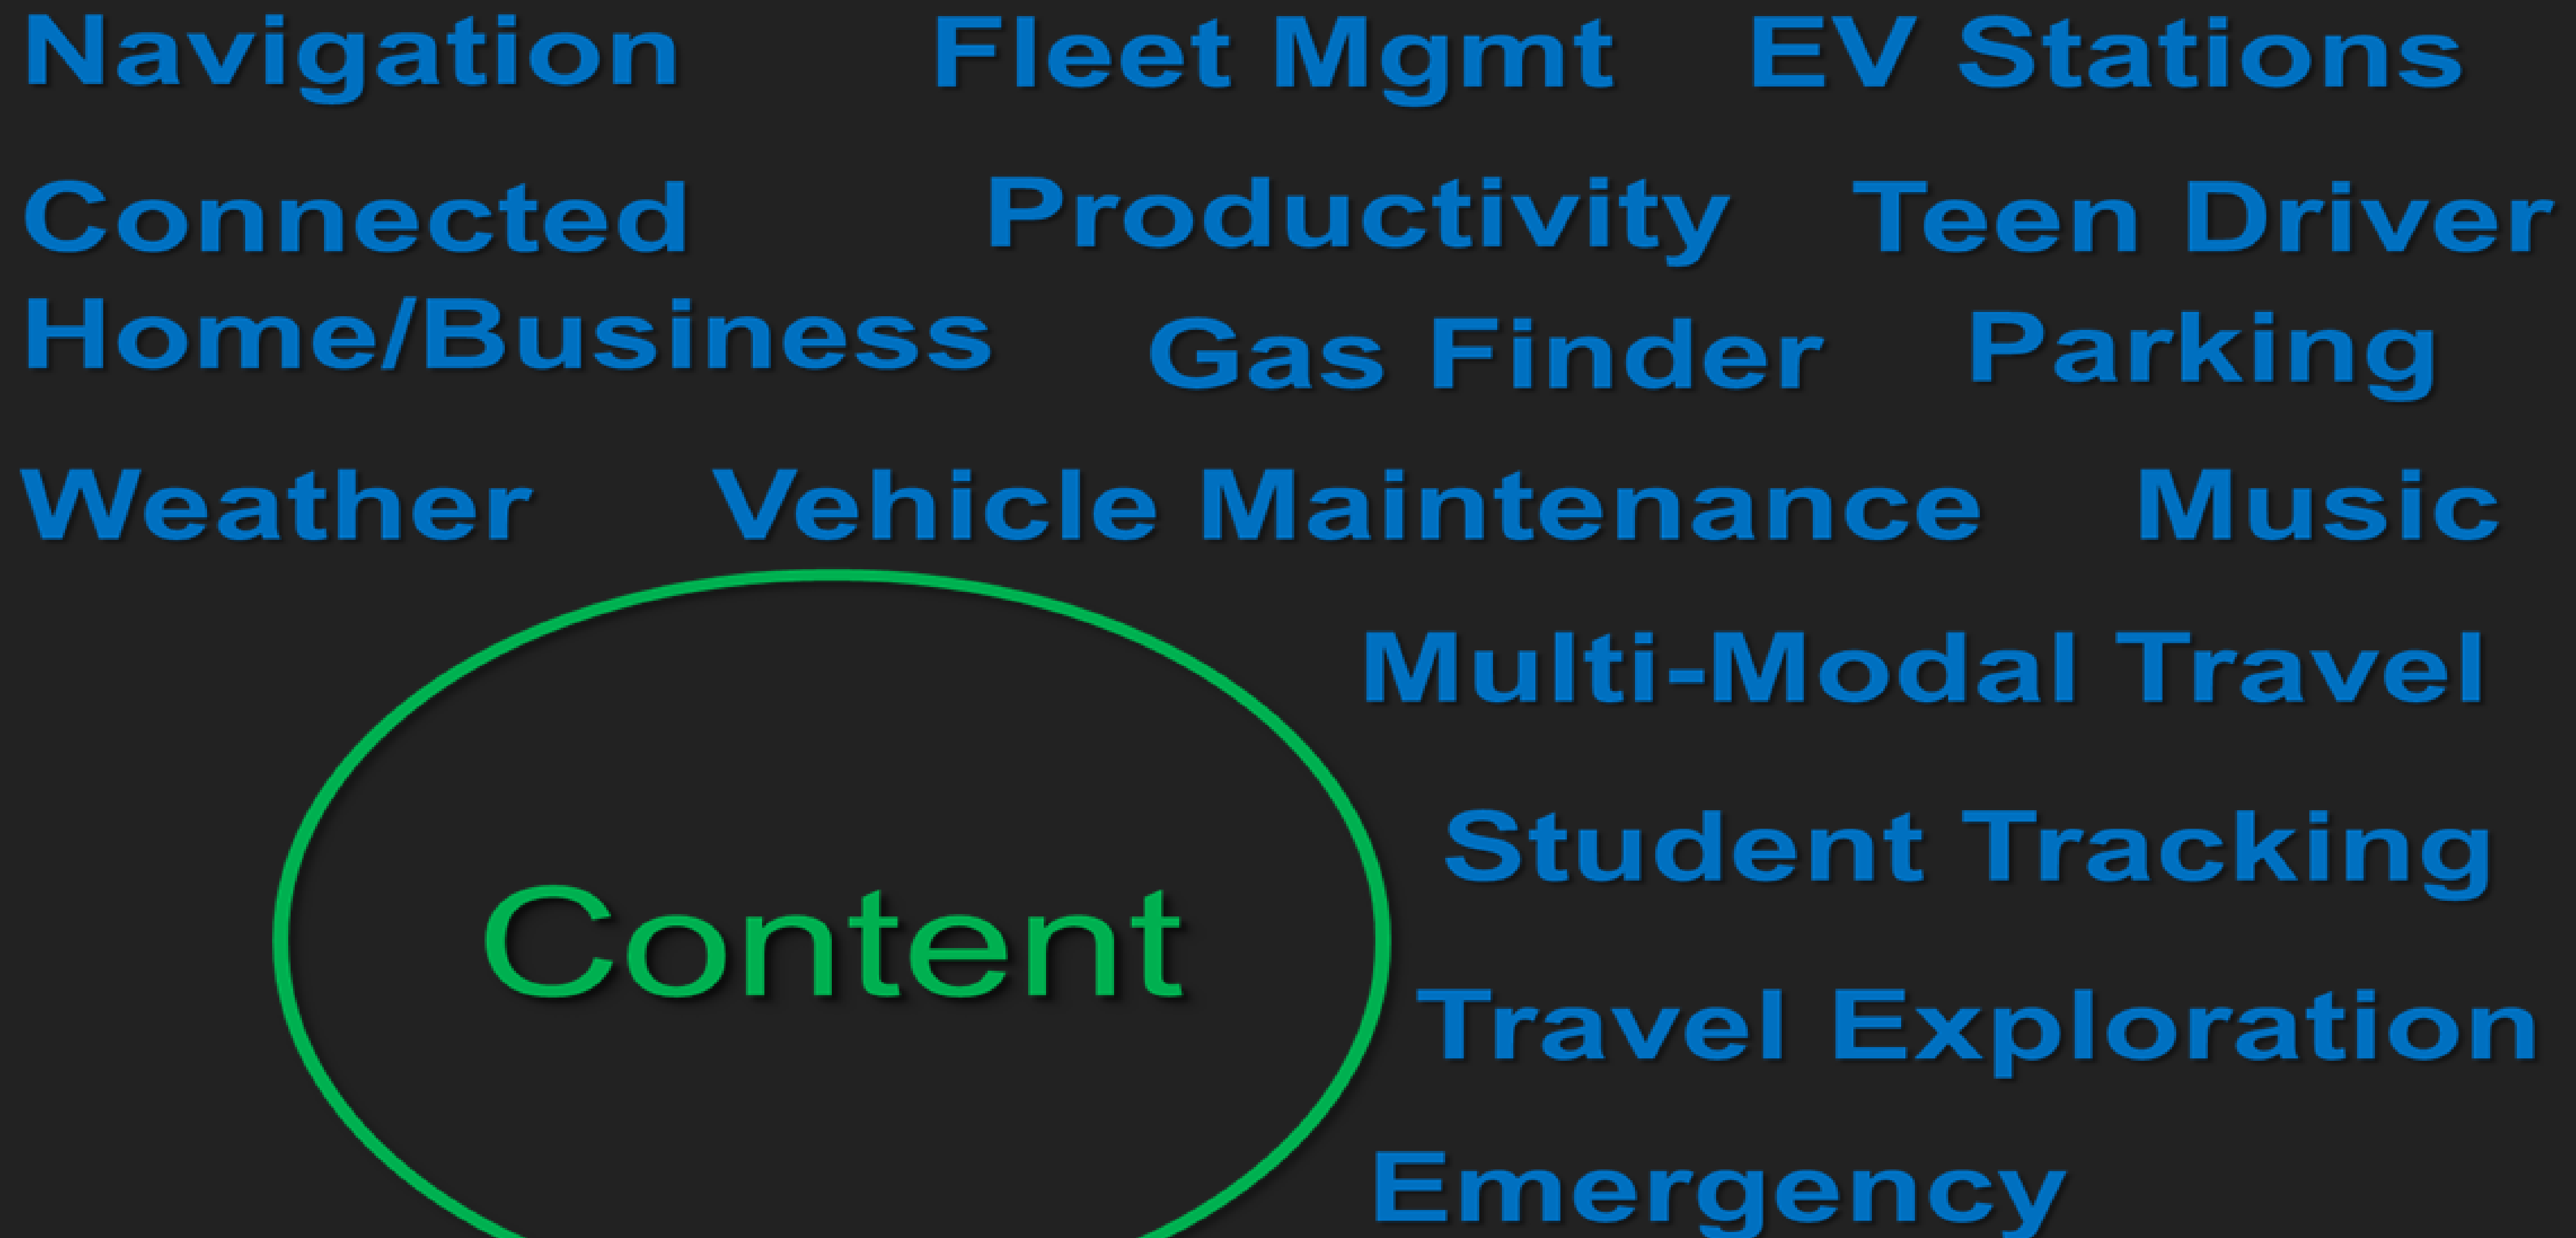 Navigation Fleet Mgmt EV Stations
Connected Productivity Teen Driver
Home/Business Gas Finder Parking
Weather Vehicle Maintenance Music
Multi-Modal Travel
Student Tracking
Content
Travel Exploration
Emergency